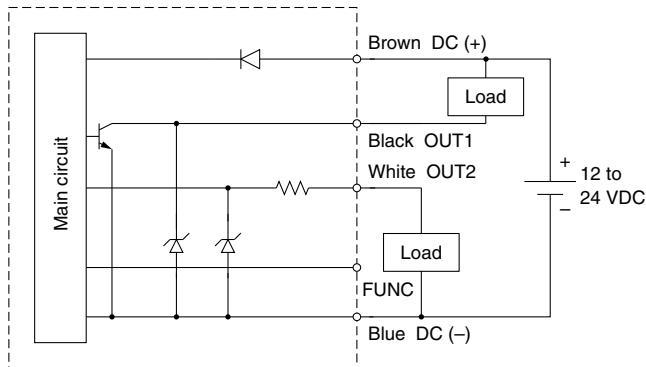 Brown DC (+)
Load
Black OUT1
White OUT2
Main circuit
+
12 to
24 VDC
–
Load
FUNC
Blue DC (–)